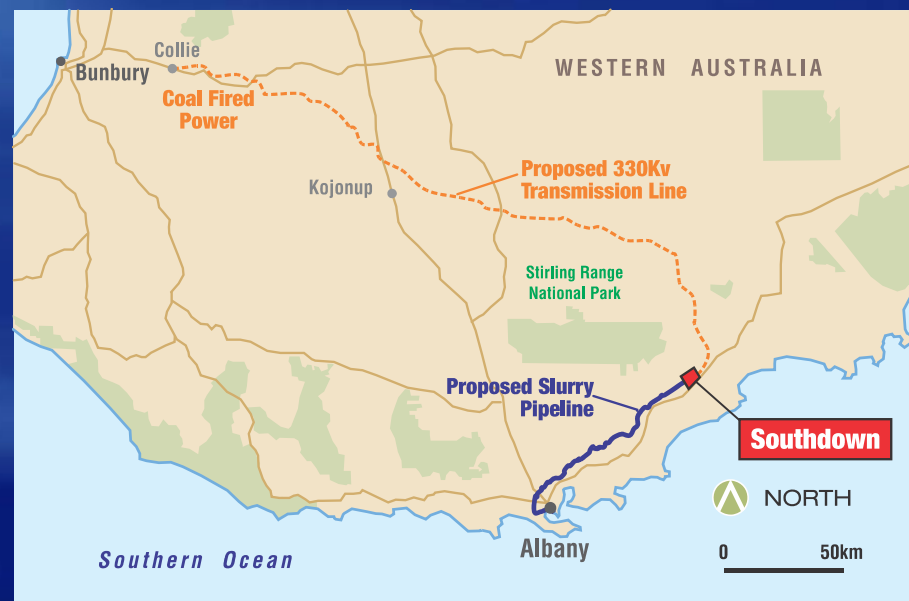 Collie
Bunbury
WESTERN AUSTRALIA
Coal Fired
Power
Proposed 330Kv
Transmission Line
Kojonup
Stirling Range
National Park
Proposed Slurry
Pipeline
Southdown
NORTH
Albany
0 50km
Southern Ocean